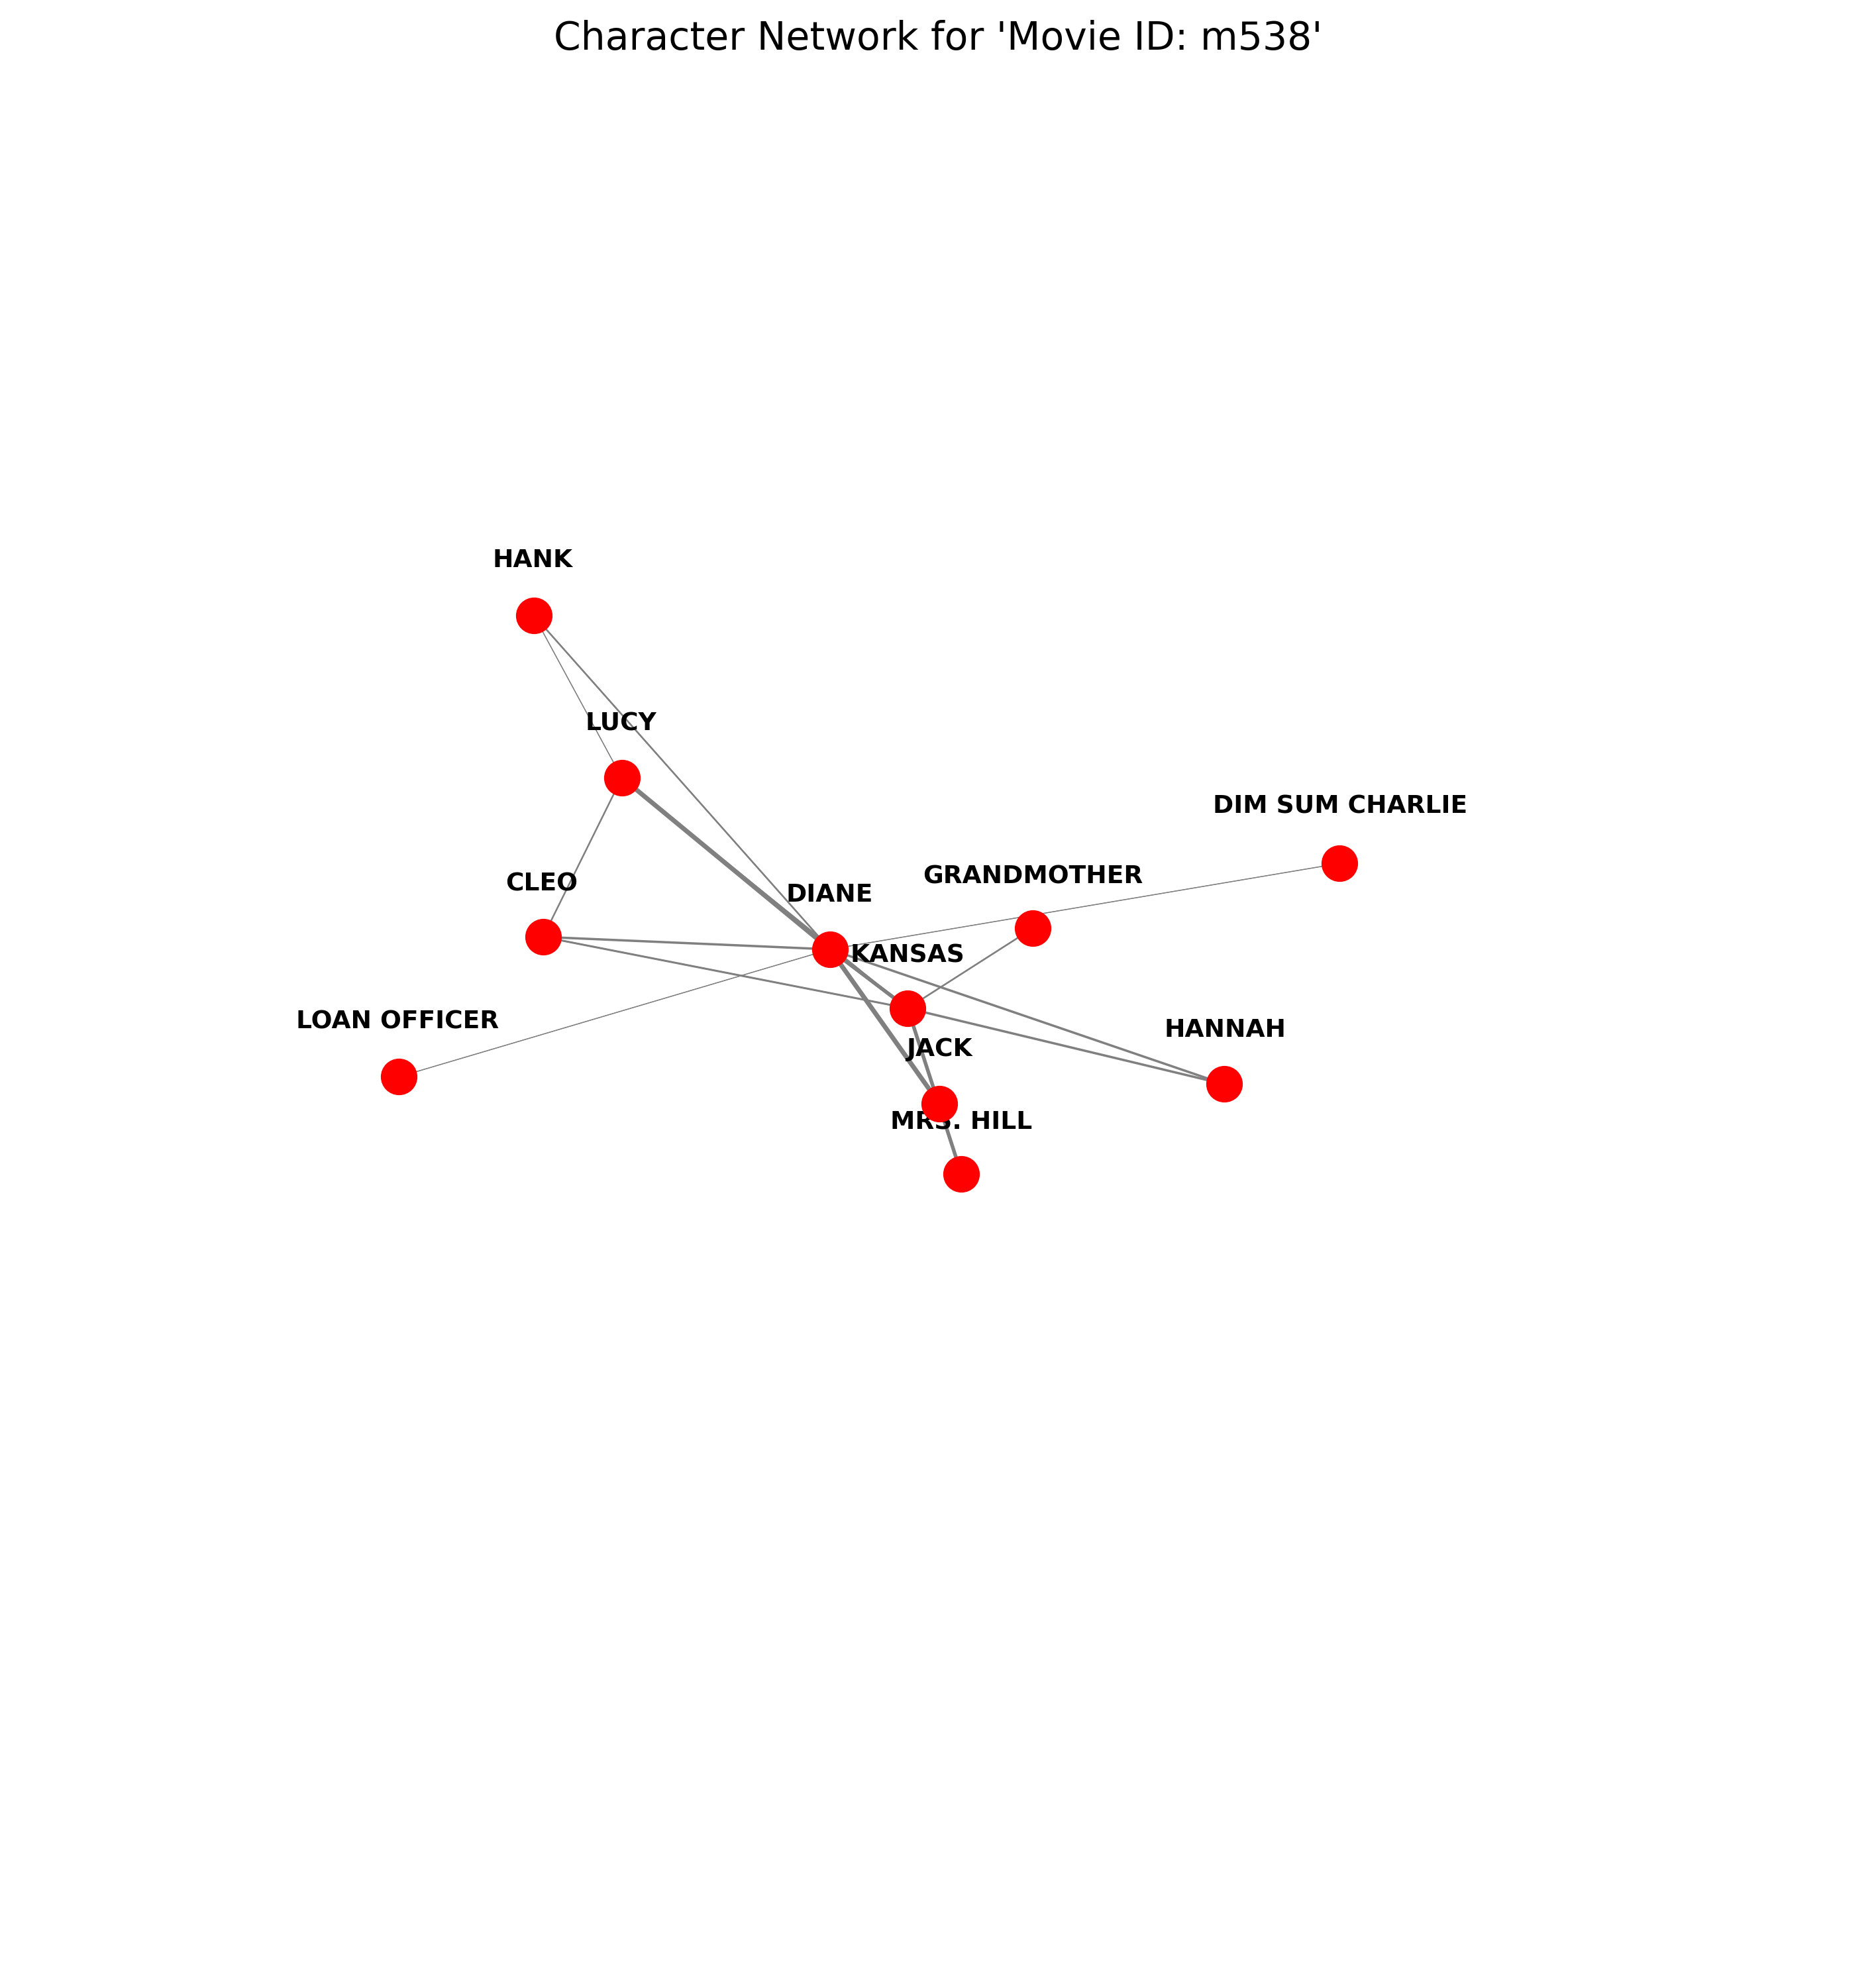 Character Network for 'Movie ID: m538'
HANK
LUCY
DIM SUM CHARLIE
GRANDMOTHER
CLEO
DIANE
KANSAS
LOAN OFFICER
HANNAH
JACK
MRS. HILL